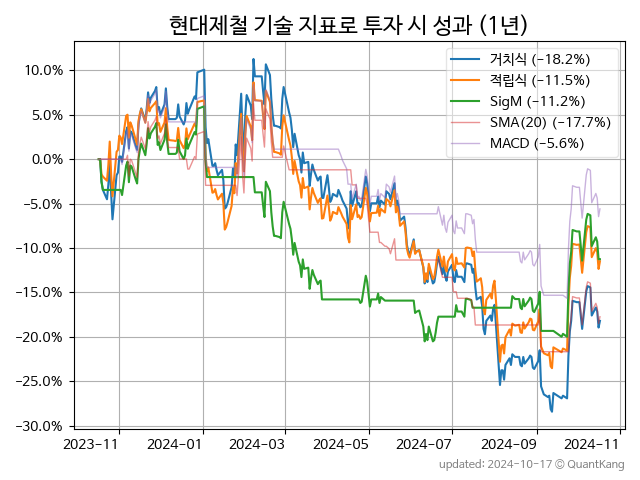 현대제철 기술 지표로 투자 시 성과 (1년)
거치식 (−18.2%)
적립식 (−11.5%)
SigM (−11.2%)
SMA(20) (−17.7%)
MACD (−5.6%)
10.0%
5.0%
0.0%
−5.0%
−10.0%
−15.0%
−20.0%
−25.0%
−30.0%
2023−11 2024−01 2024−03 2024−05 2024−07 2024−09 2024−11
updated: 2024-10-17 © QuantKang